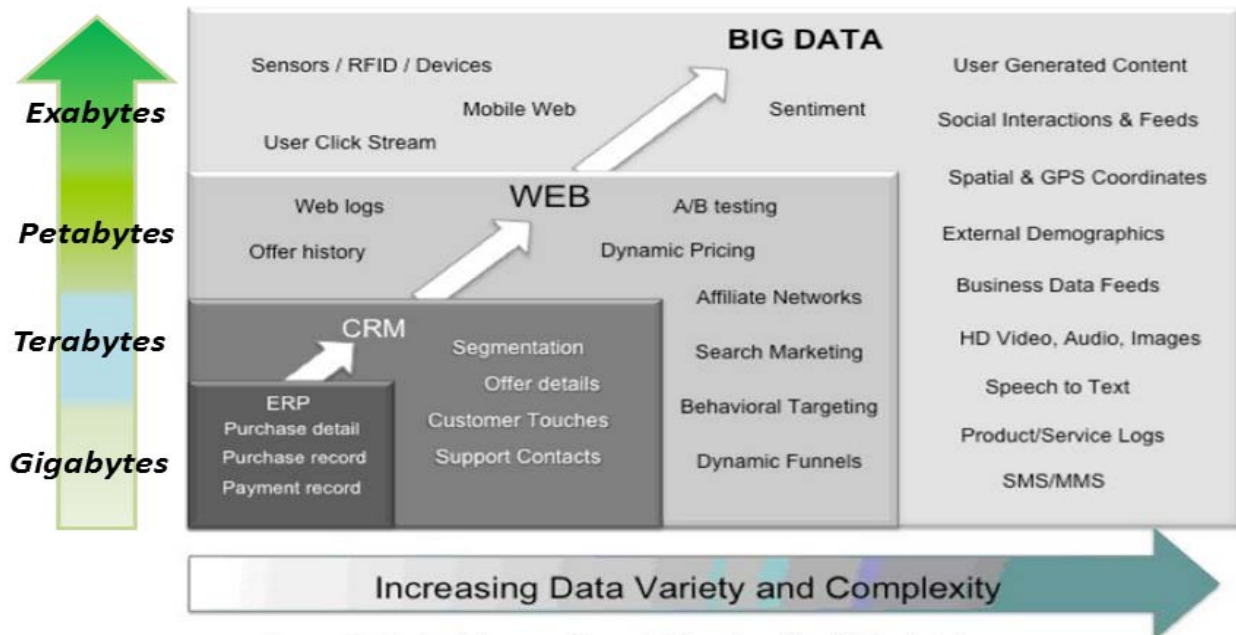 BIG DATA
Sensors / RFID / Devices
Mobile Web
User Click Stream
Sentiment
User Generated Content
Social Interactions & Feeds
Spatial & GPS Coordinates
External Demographics
Business Data Feeds
HD Video, Audio, Images
Speech to Text
Product/Service Logs
SMS/MMS
WEB
Web logs
Offer history
A/B testing
Dynamic Pricing
Affiliate Networks
Search Marketing
Behavioral Targeting
Dynamic Funnels
CRM
Segmentation
Offer details
Customer Touches
Support Contacts
ERP
Purchase detail
Purchase record
Payment record
Exabytes
Petabytes
Terabytes
Gigabytes
Increasing Data Variety and Complexity